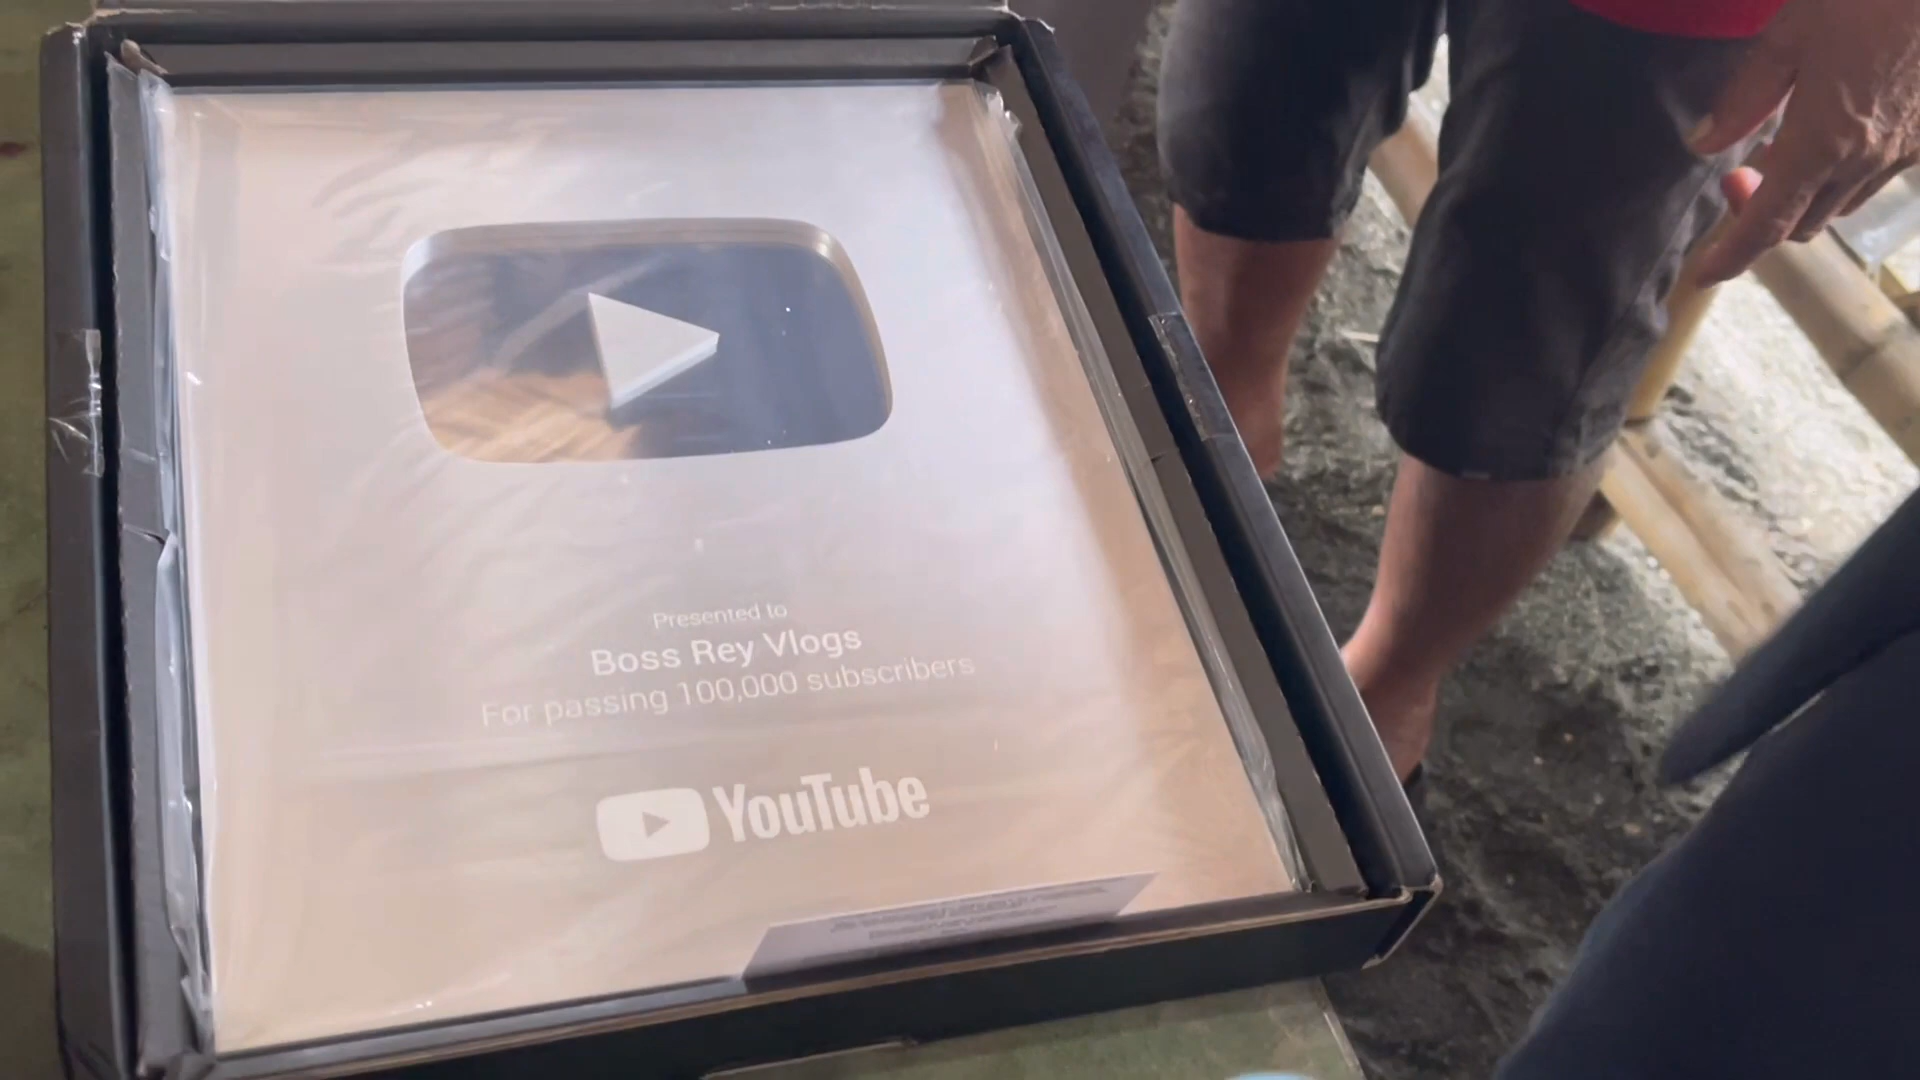 Presented to
Boss Rey Vlogs
For passing 100,000 subscribers
YouTube